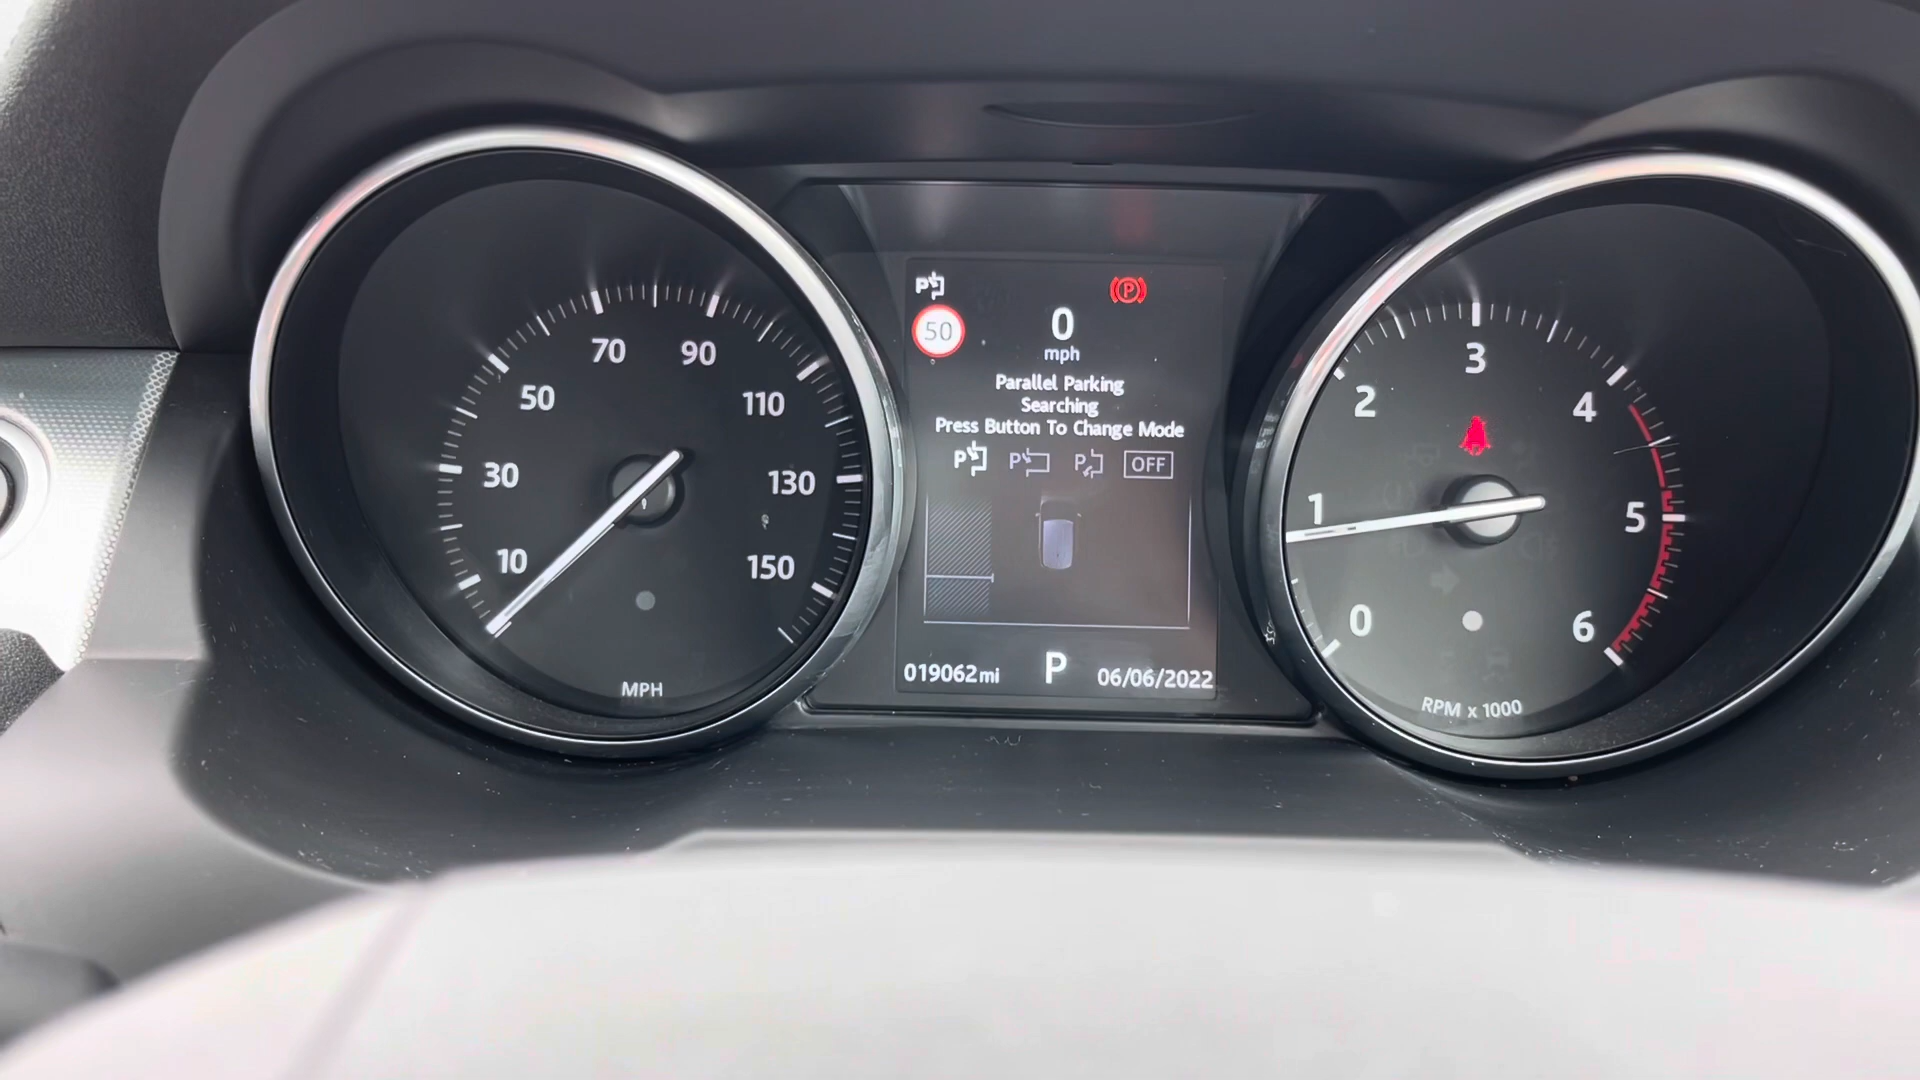 10
30
50
70
90
110
130
150
MPH
P
P
50
0
mph
Parallel Parking
Searching
Press Button To Change Mode
P P P OFF
019062mi P 06/06/2022
0
1
2
3
4
5
6
RPM x 1000